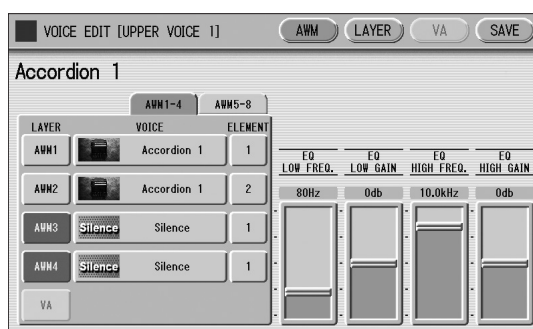 VOICE EDIT [UPPER VOICE 1] AWM LAYER VA SAVE
Accordion 1
AWM1-4 AWM5-8
LAYER VOICE ELEMENT
AWM1 Accordion 1 1
AWM2 Accordion 1 2
AWM3 Silence Silence 1
AWM4 Silence Silence 1
VA
EQ LOW FREQ. EQ LOW GAIN EQ HIGH FREQ. EQ HIGH GAIN
80Hz 0db 10.0kHz 0db